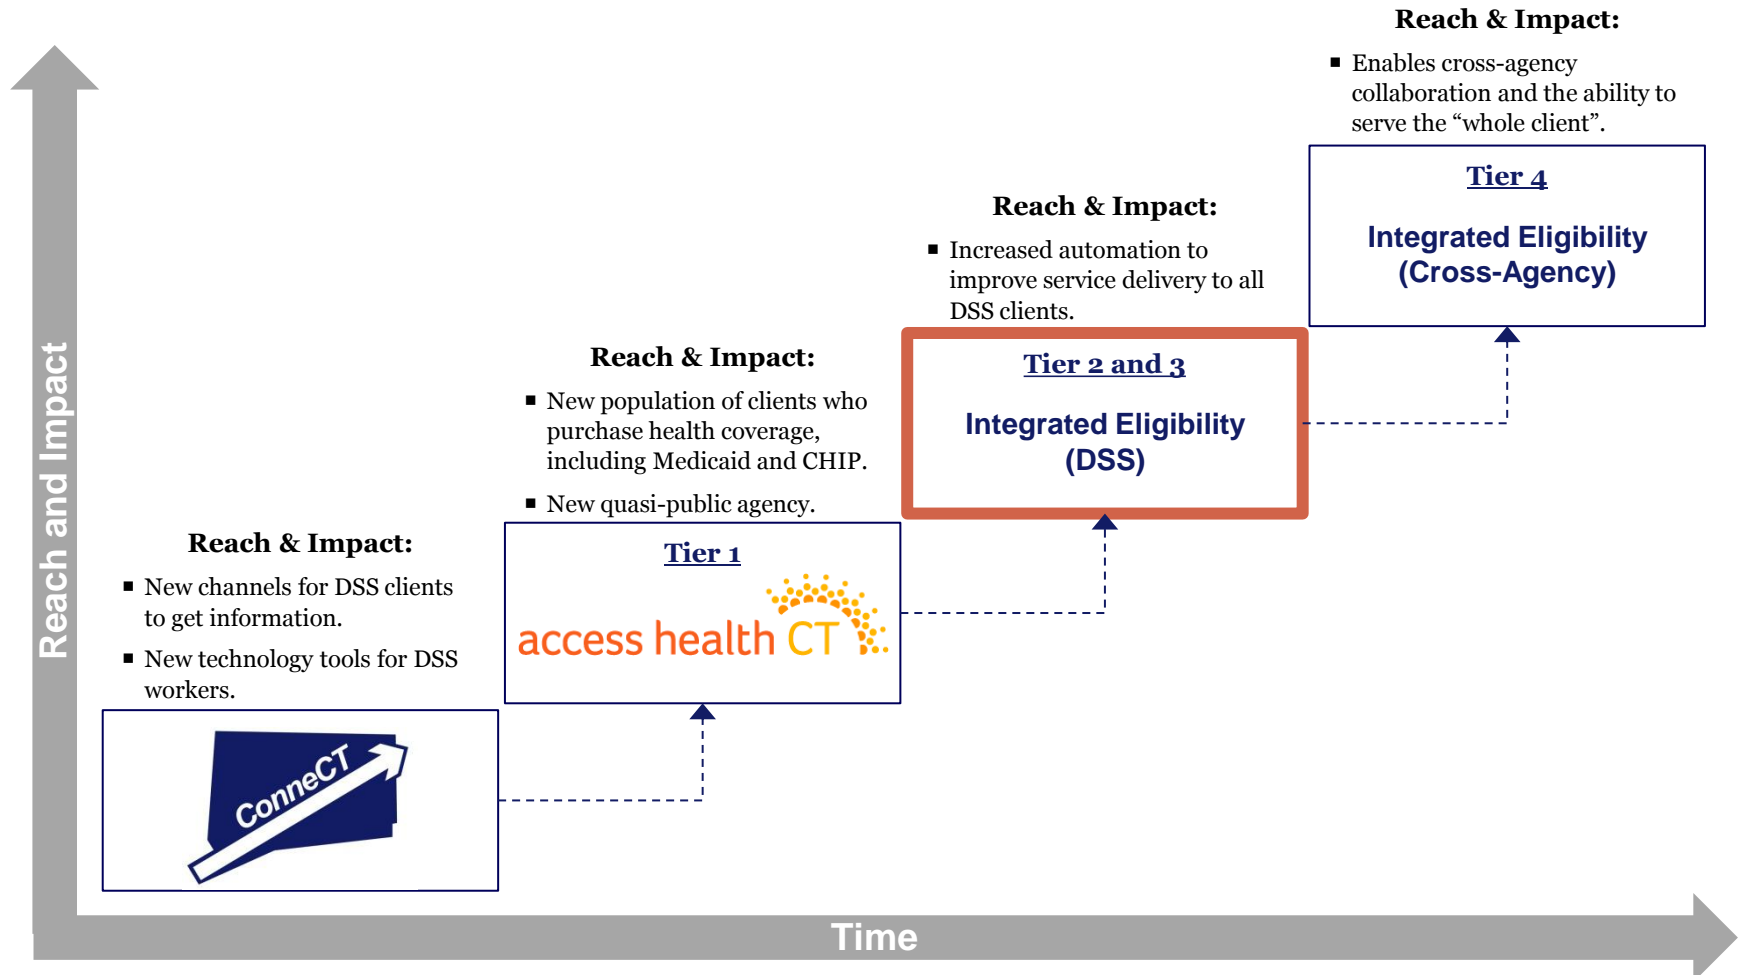 Reach and Impact
Reach & Impact:
▪ New channels for DSS clients
to get information.
▪ New technology tools for DSS
workers.
ConneCT
Reach & Impact:
▪ New population of clients who
purchase health coverage,
including Medicaid and CHIP.
▪ New quasi-public agency.
Tier 1
access health CT
Reach & Impact:
▪ Increased automation to
improve service delivery to all
DSS clients.
Tier 2 and 3
Integrated Eligibility
(DSS)
Reach & Impact:
▪ Enables cross-agency
collaboration and the ability to
serve the “whole client”.
Tier 4
Integrated Eligibility
(Cross-Agency)
Time